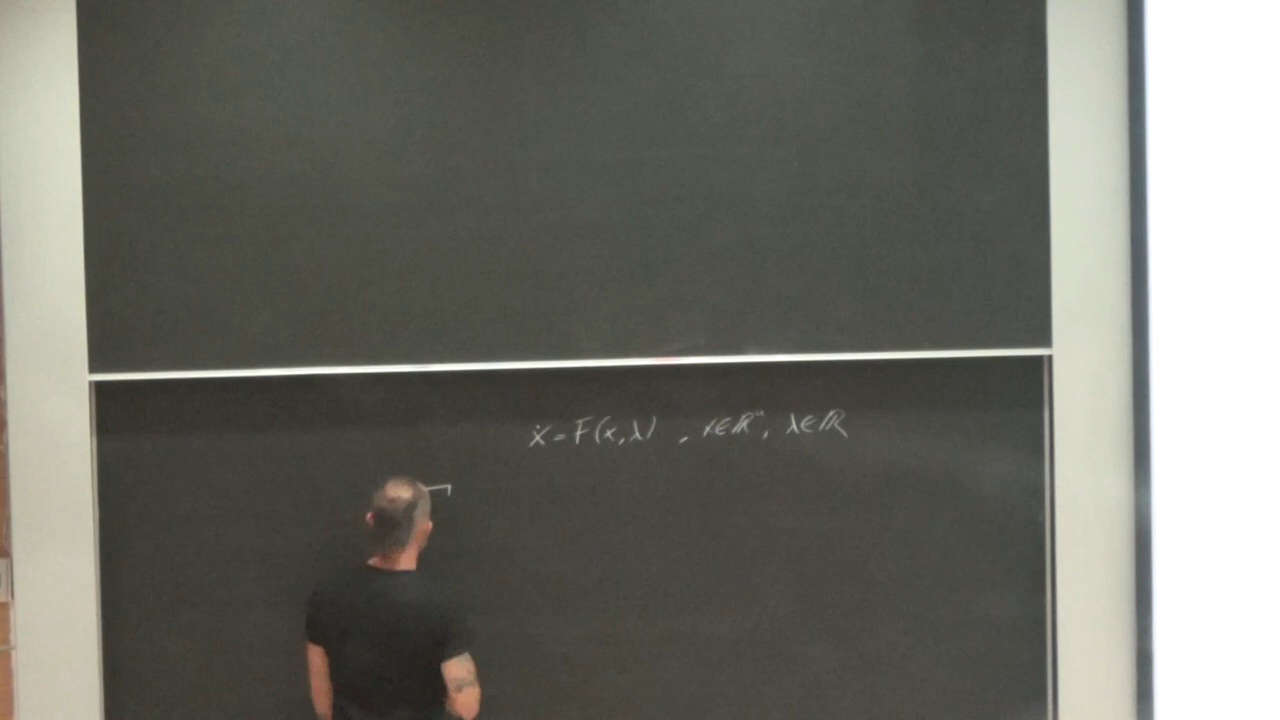 ẋ = F(x, λ) , x ∈ ℝⁿ, λ ∈ ℝ